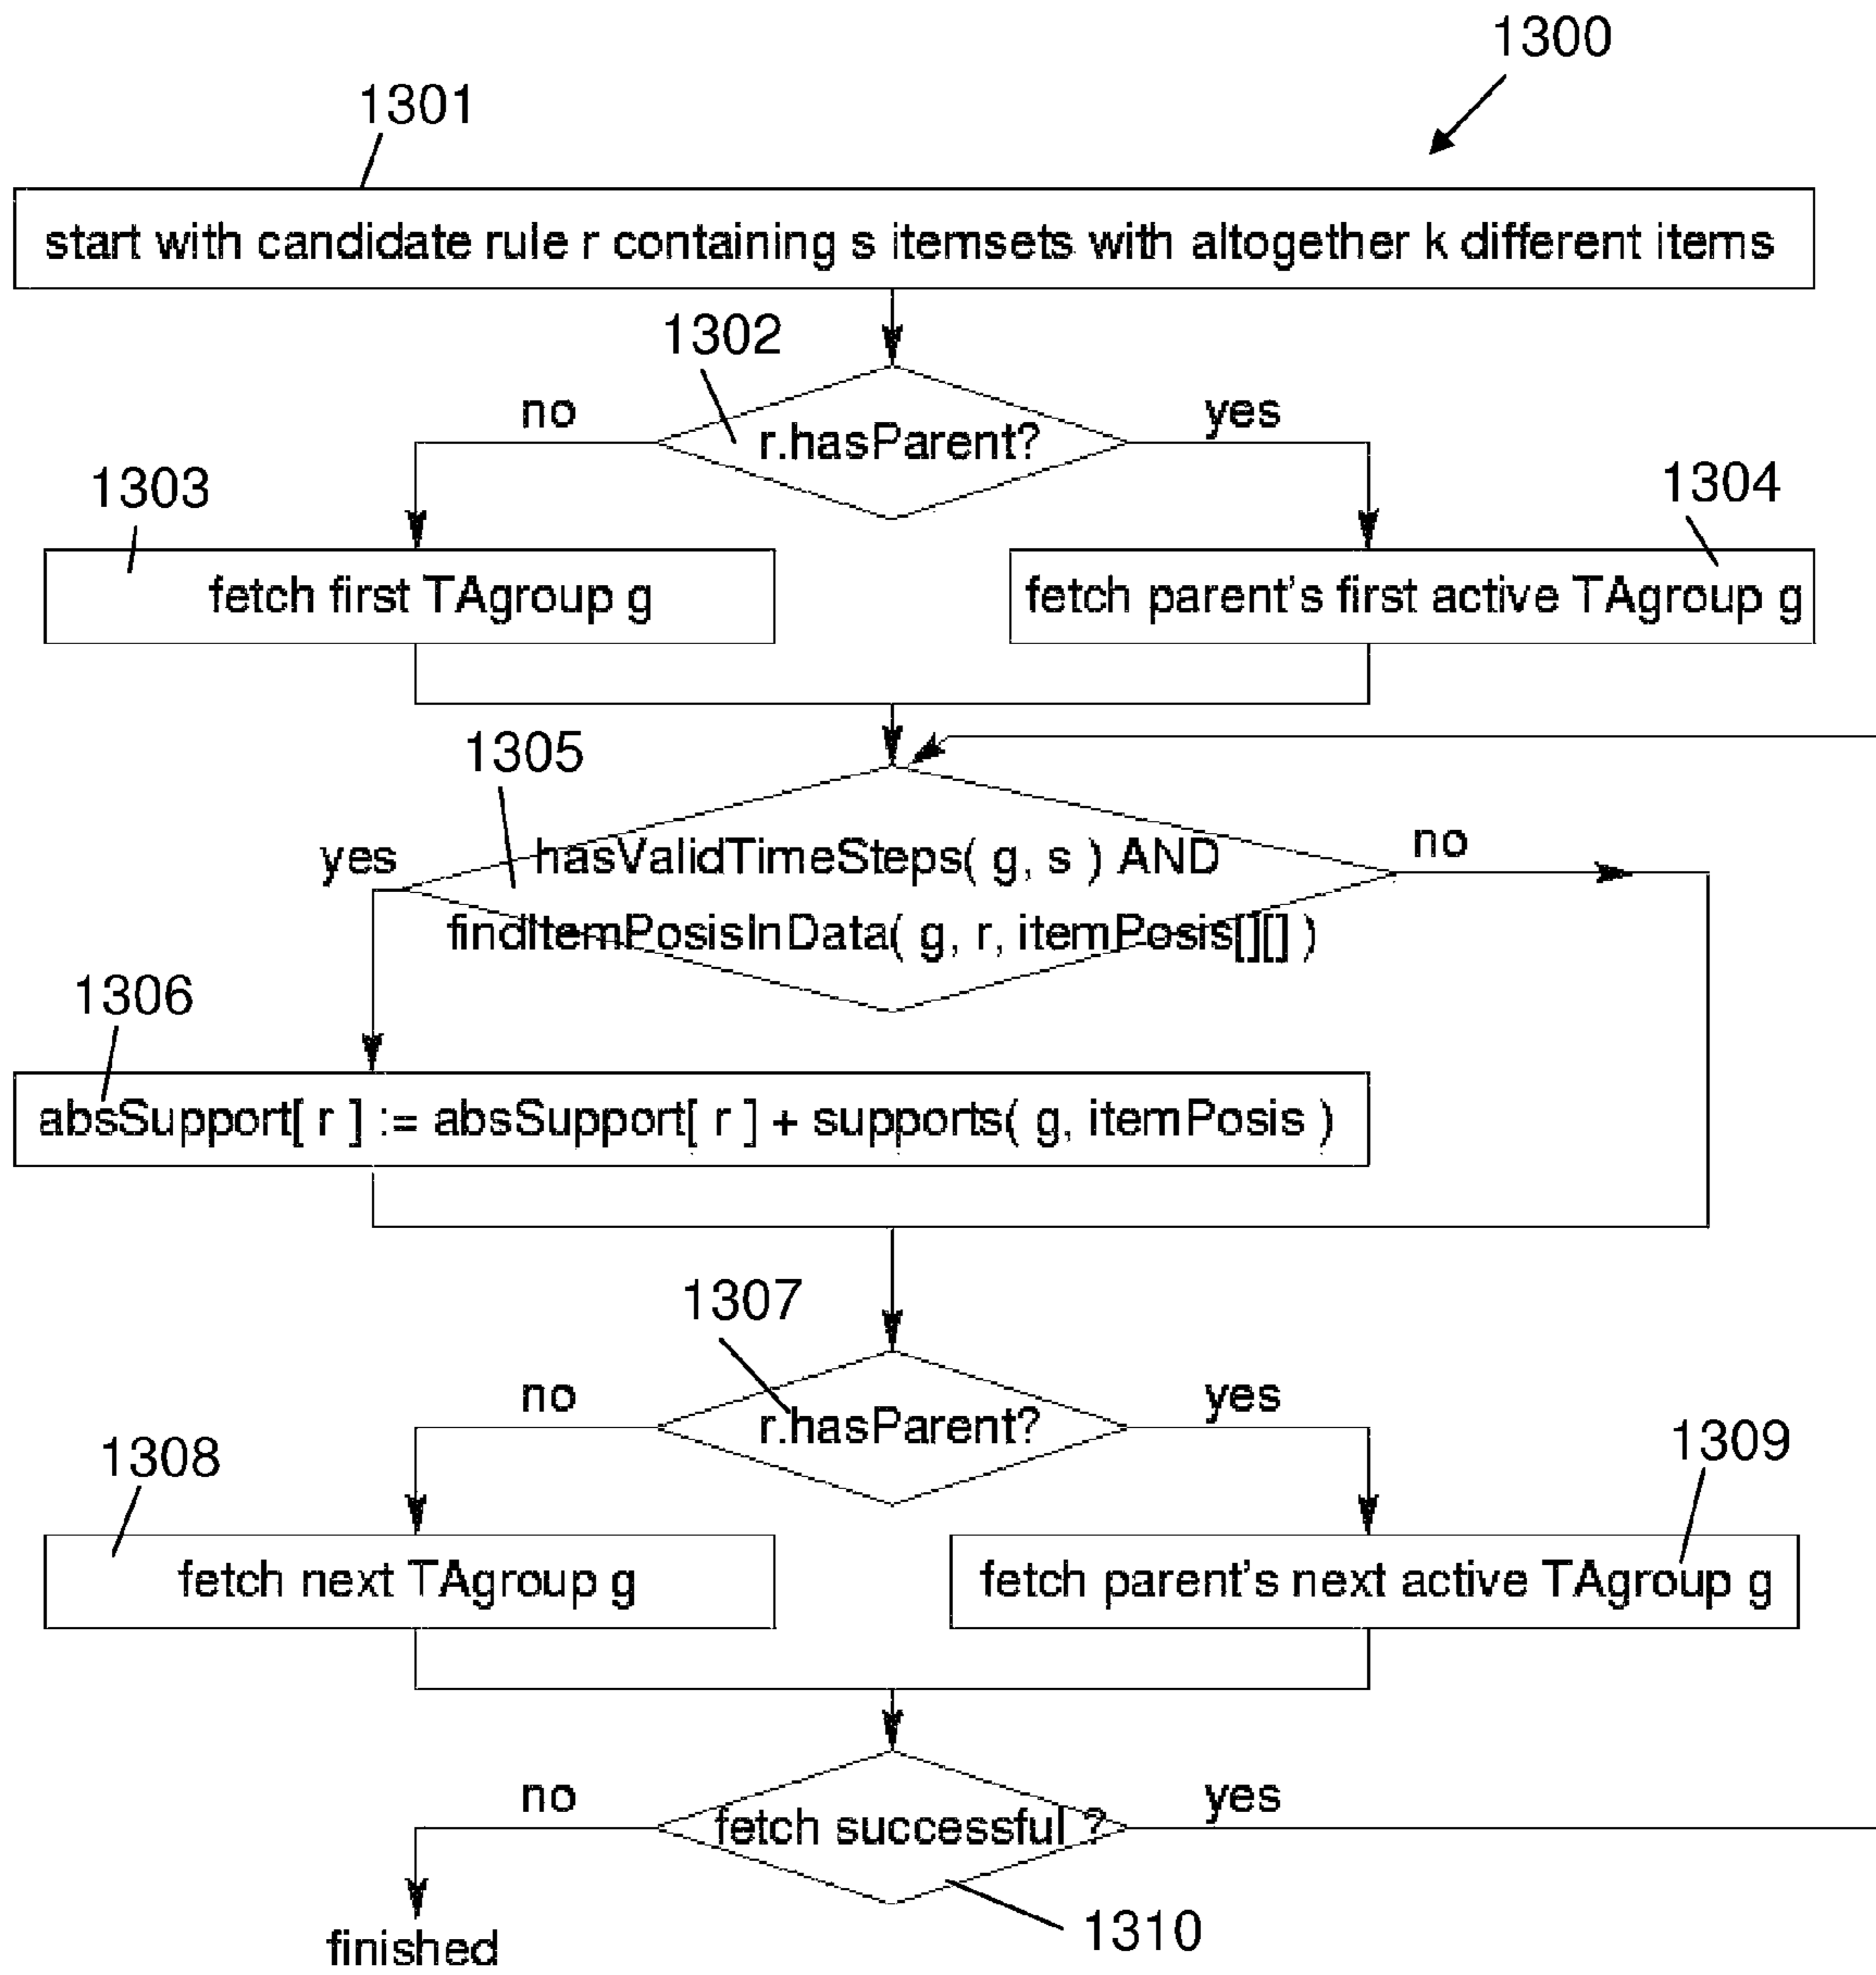 1300
1301
start with candidate rule r containing s itemsets with altogether k different items
1302
no
r.hasParent?
yes
1303
1304
fetch first TAgroup g
fetch parent's first active TAgroup g
1305
yes
hasValidTimeSteps( g, s ) AND
no
findItemPosisInData( g, r, itemPosis[][] )
1306
absSupport[ r ] := absSupport[ r ] + supports( g, itemPosis )
1307
no
r.hasParent?
yes
1308
1309
fetch next TAgroup g
fetch parent's next active TAgroup g
no
fetch successful ?
yes
1310
finished